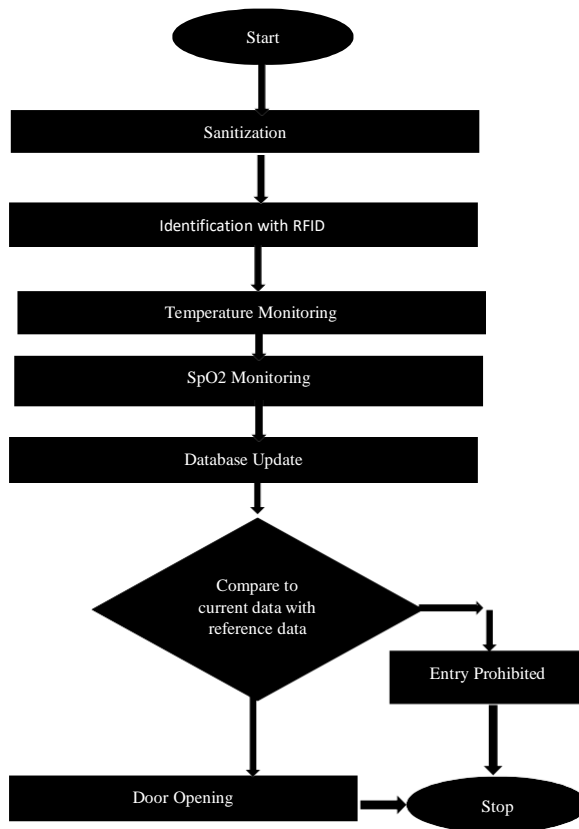 Start
Sanitization
Identification with RFID
Temperature Monitoring
SpO2 Monitoring
Database Update
Compare to
current data with
reference data
Entry Prohibited
Door Opening
Stop